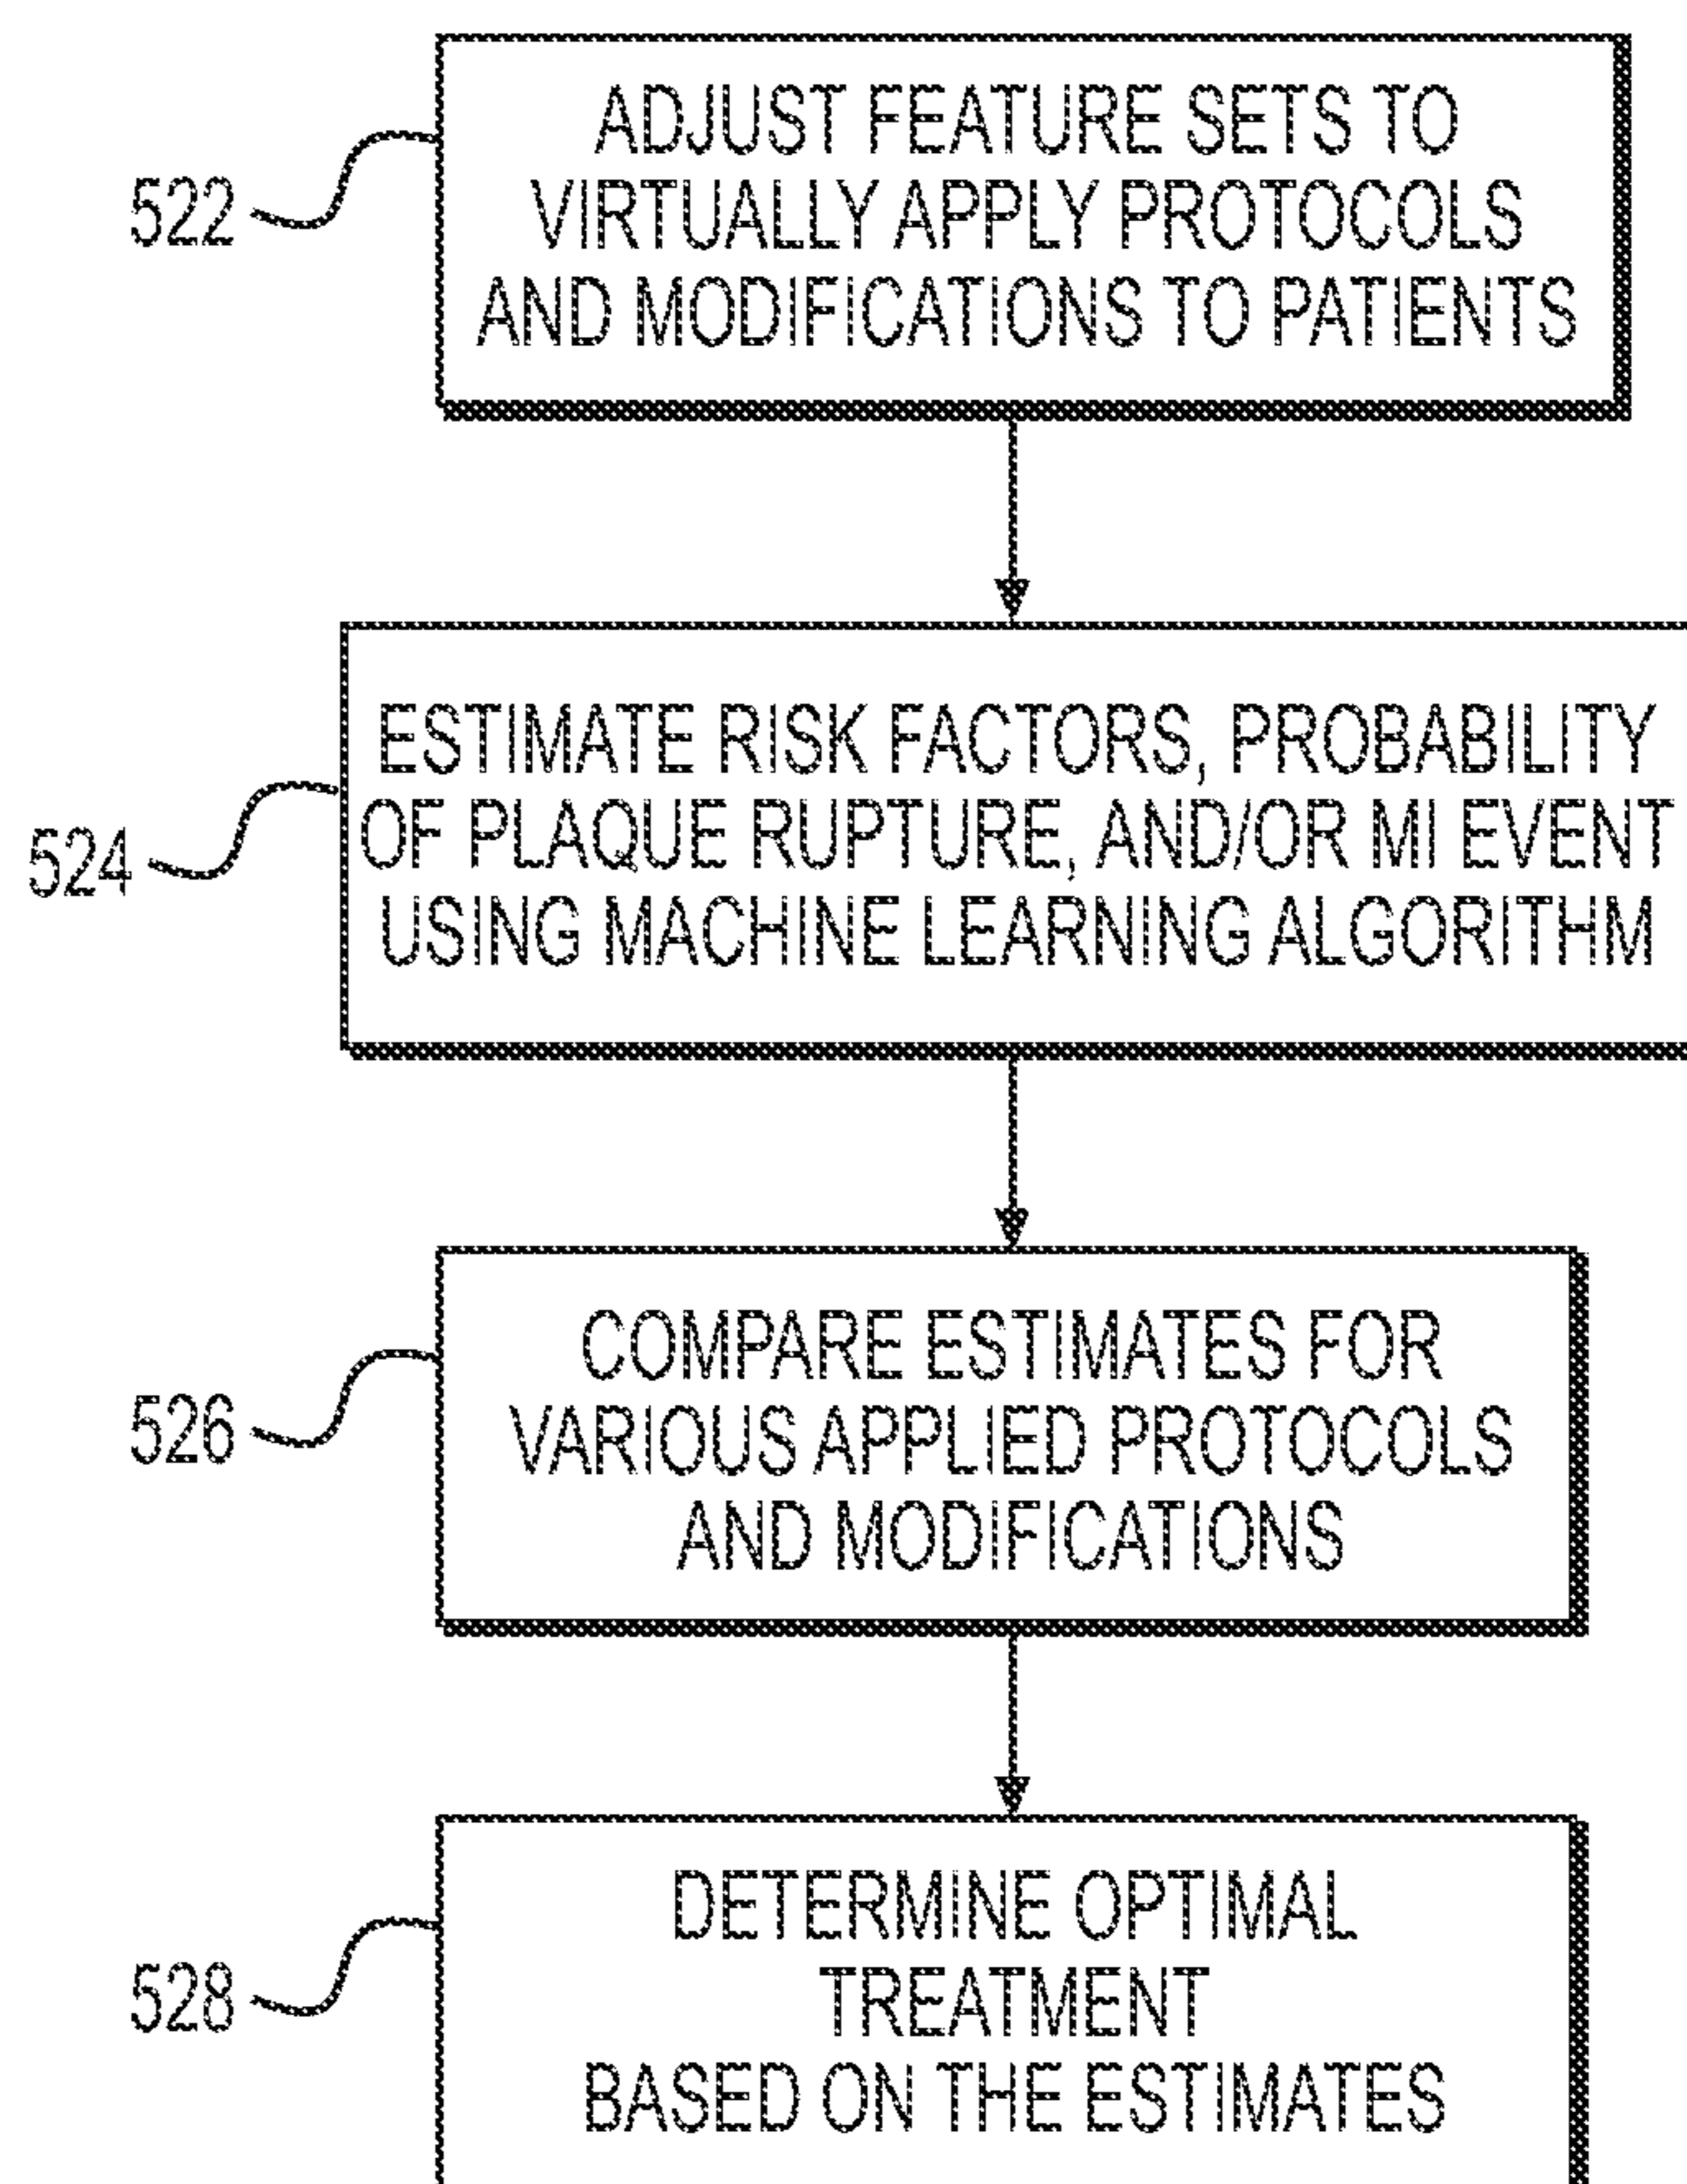 522
ADJUST FEATURE SETS TO
VIRTUALLY APPLY PROTOCOLS
AND MODIFICATIONS TO PATIENTS
524
ESTIMATE RISK FACTORS, PROBABILITY
OF PLAQUE RUPTURE, AND/OR MI EVENT
USING MACHINE LEARNING ALGORITHM
526
COMPARE ESTIMATES FOR
VARIOUS APPLIED PROTOCOLS
AND MODIFICATIONS
528
DETERMINE OPTIMAL
TREATMENT
BASED ON THE ESTIMATES